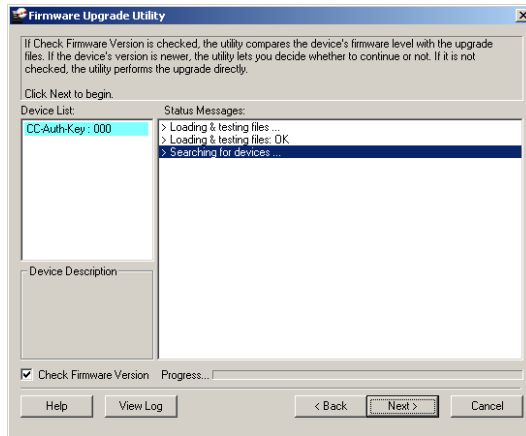 Firmware Upgrade Utility
If Check Firmware Version is checked, the utility compares the device's firmware level with the upgrade
files. If the device's version is newer, the utility lets you decide whether to continue or not. If it is not
checked, the utility performs the upgrade directly.
Click Next to begin.
Device List:
Status Messages:
CC-Auth-Key : 000
> Loading & testing files ...
> Loading & testing files: OK
> Searching for devices ...
Device Description
Check Firmware Version
Progress...
Help
View Log
< Back
Next >
Cancel